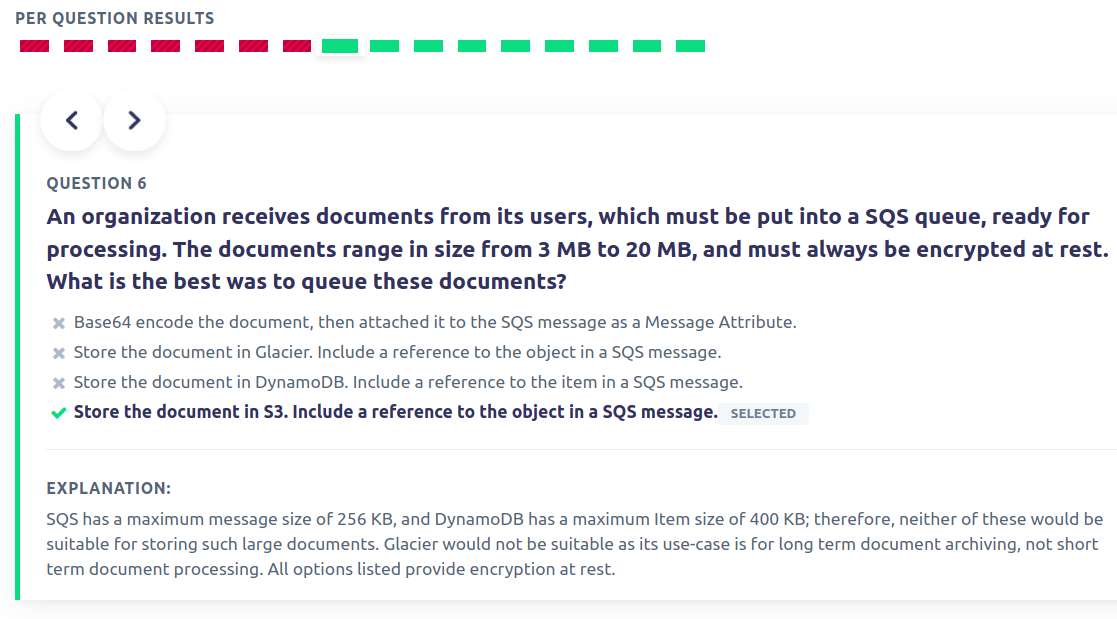 PER QUESTION RESULTS
QUESTION 6
An organization receives documents from its users, which must be put into a SQS queue, ready for
processing. The documents range in size from 3 MB to 20 MB, and must always be encrypted at rest.
What is the best was to queue these documents?
Base64 encode the document, then attached it to the SQS message as a Message Attribute.
Store the document in Glacier. Include a reference to the object in a SQS message.
Store the document in DynamoDB. Include a reference to the item in a SQS message.
Store the document in S3. Include a reference to the object in a SQS message. SELECTED
EXPLANATION:
SQS has a maximum message size of 256 KB, and DynamoDB has a maximum Item size of 400 KB; therefore, neither of these would be
suitable for storing such large documents. Glacier would not be suitable as its use-case is for long term document archiving, not short
term document processing. All options listed provide encryption at rest.